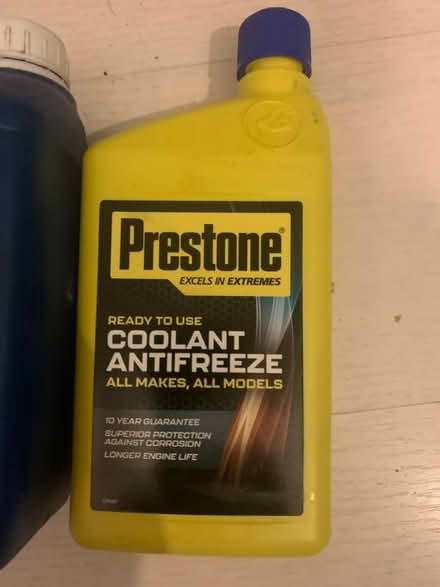 Prestone®
EXCELS IN EXTREMES
READY TO USE
COOLANT
ANTIFREEZE
ALL MAKES, ALL MODELS
10 YEAR GUARANTEE
SUPERIOR PROTECTION
AGAINST CORROSION
LONGER ENGINE LIFE